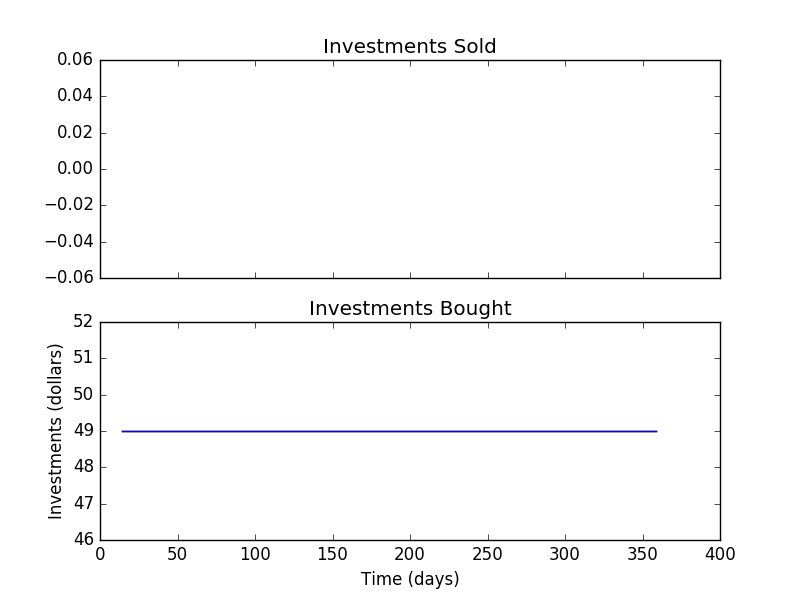 Investments Sold
0.06
0.04
0.02
0.00
−0.02
−0.04
−0.06
Investments Bought
52
51
50
49
48
47
46
Investments (dollars)
0 50 100 150 200 250 300 350 400
Time (days)